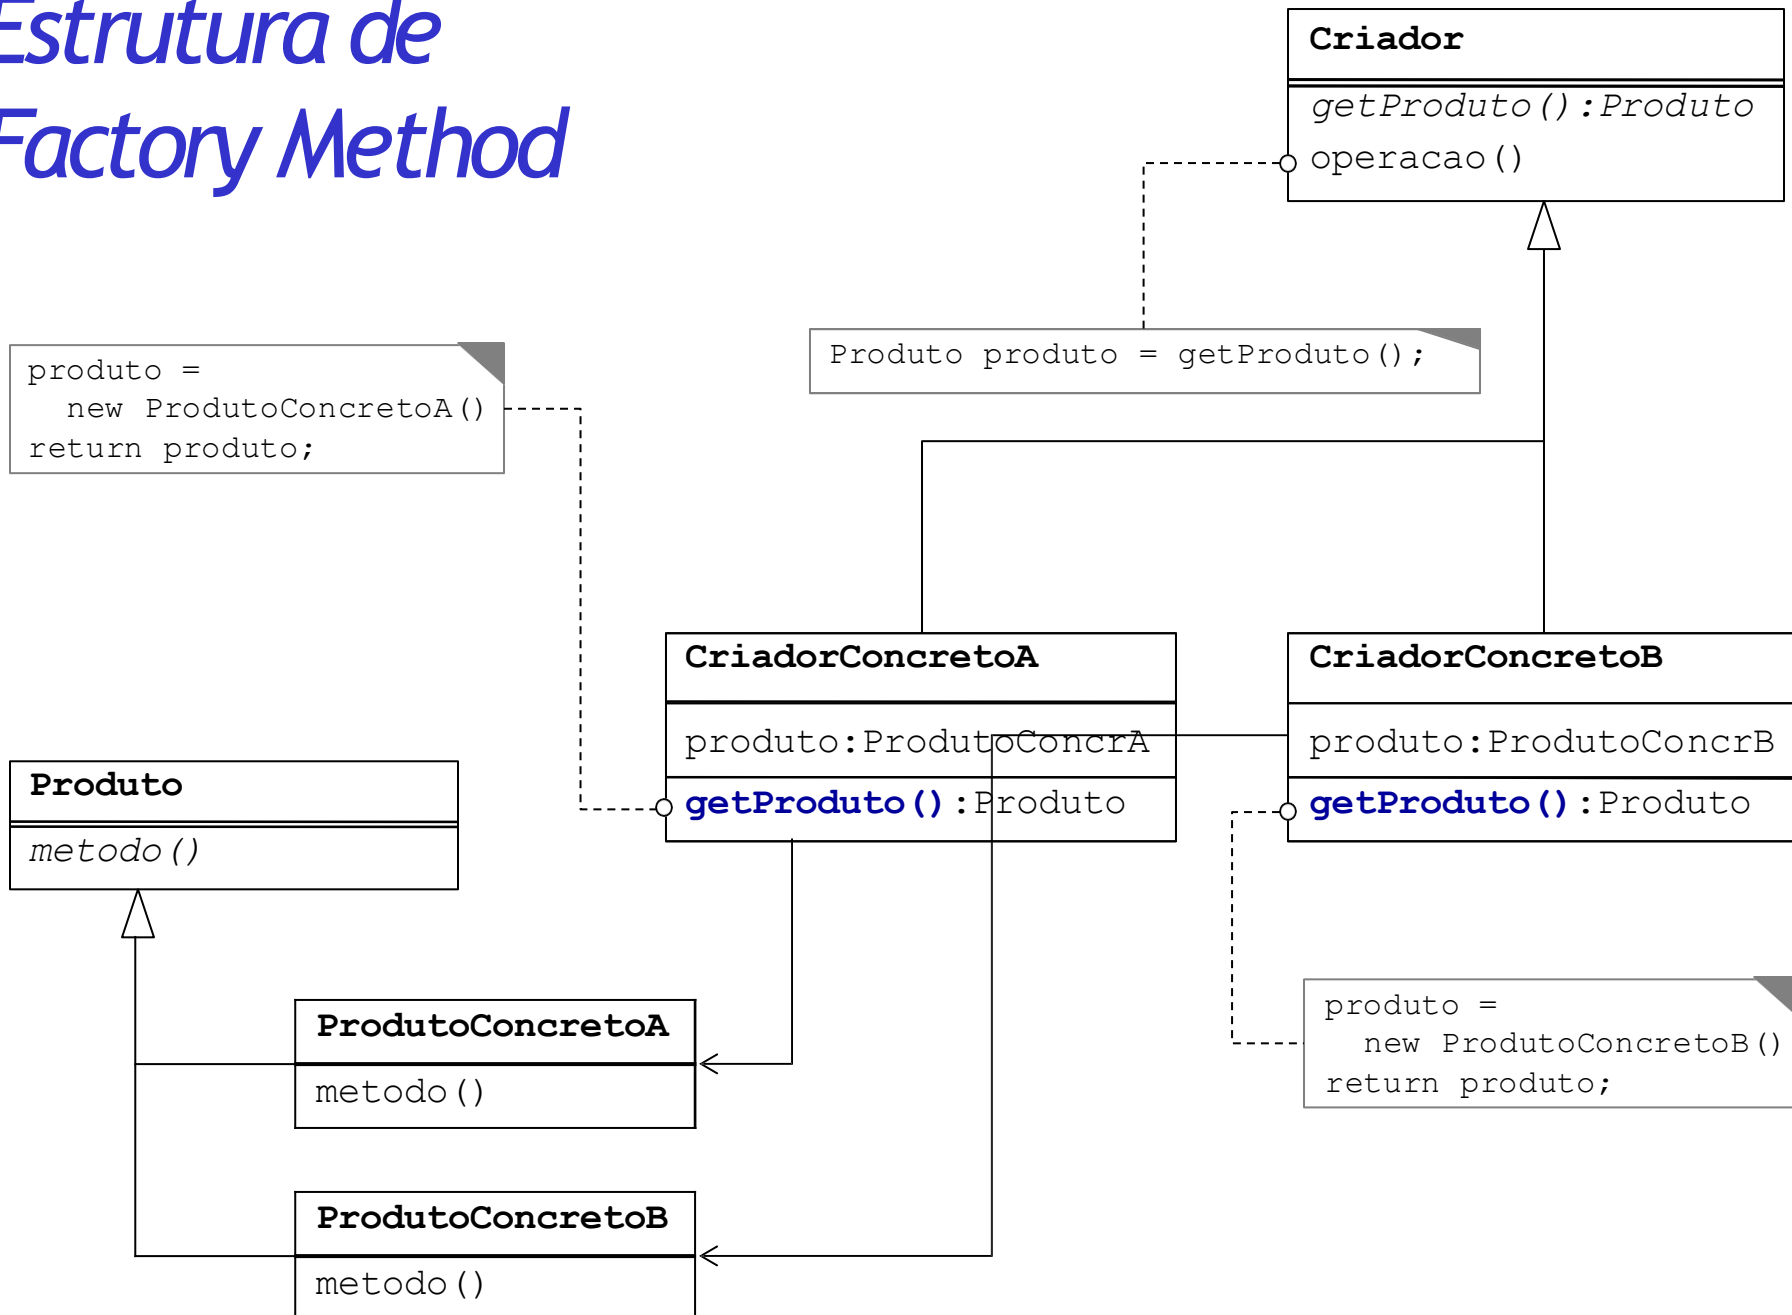 Estrutura de
Factory Method
Criador
getProduto():Produto
operacao()
Produto produto = getProduto();
produto =
new ProdutoConcretoA()
return produto;
CriadorConcretoA
produto:ProdutoConcrA
getProduto():Produto
CriadorConcretoB
produto:ProdutoConcrB
getProduto():Produto
Produto
metodo()
produto =
new ProdutoConcretoB()
return produto;
ProdutoConcretoA
metodo()
ProdutoConcretoB
metodo()